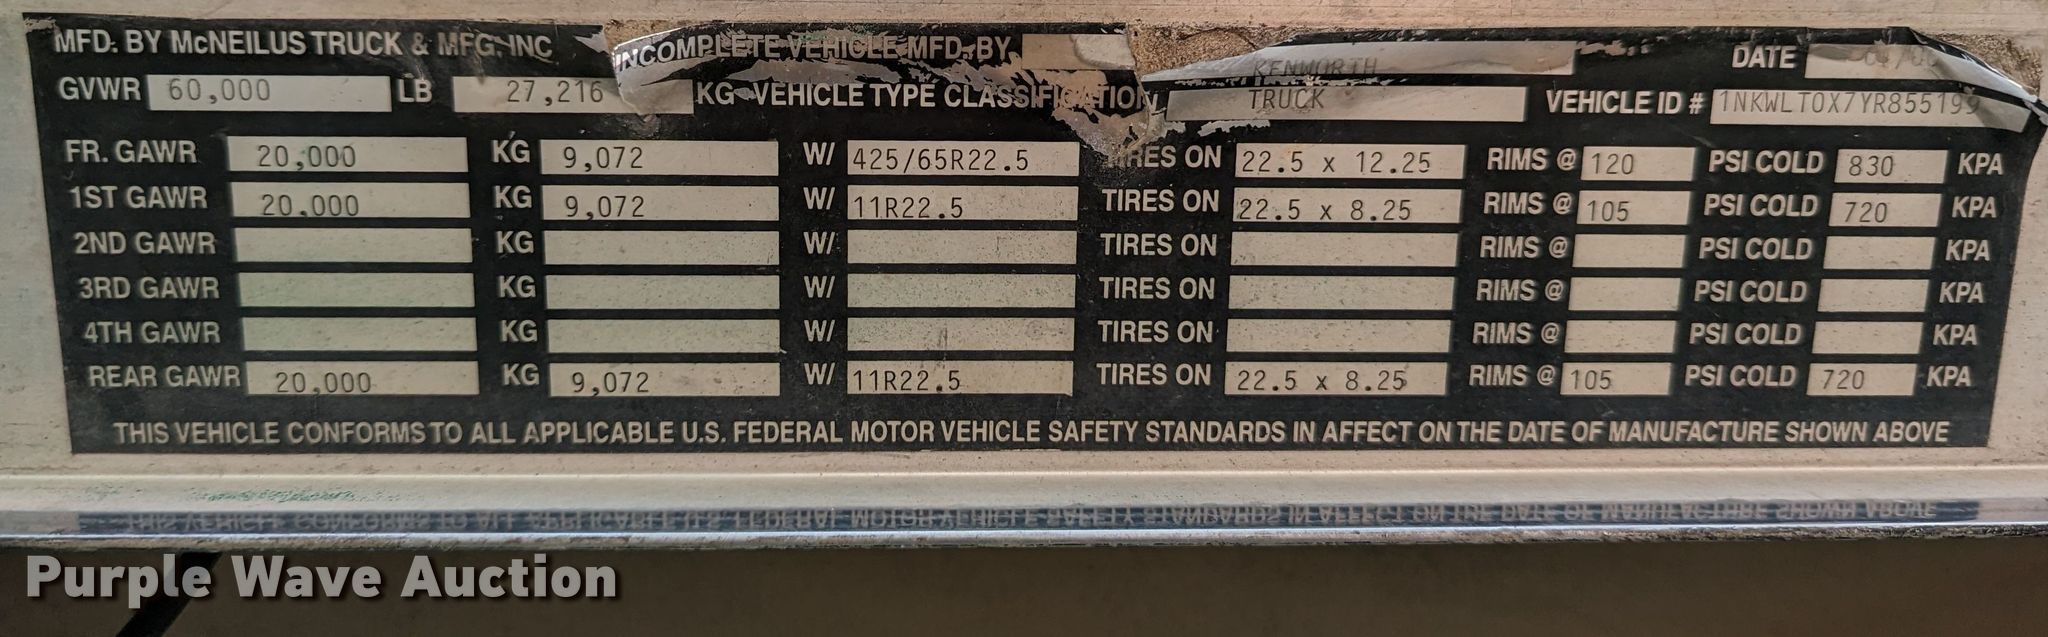 MFD. BY McNEILUS TRUCK & MFG. INC INCOMPLETE VEHICLE MFD. BY KENWORTH DATE
GVWR 60,000 LB 27,216 KG VEHICLE TYPE CLASSIFICATION TRUCK VEHICLE ID # 1NKWLTOX7YR855199
FR. GAWR 20,000 KG 9,072 W/ 425/65R22.5 TIRES ON 22.5 x 12.25 RIMS @ 120 PSI COLD 830 KPA
1ST GAWR 20,000 KG 9,072 W/ 11R22.5 TIRES ON 22.5 x 8.25 RIMS @ 105 PSI COLD 720 KPA
2ND GAWR KG W/ TIRES ON RIMS @ PSI COLD KPA
3RD GAWR KG W/ TIRES ON RIMS @ PSI COLD KPA
4TH GAWR KG W/ TIRES ON RIMS @ PSI COLD KPA
REAR GAWR 20,000 KG 9,072 W/ 11R22.5 TIRES ON 22.5 x 8.25 RIMS @ 105 PSI COLD 720 KPA
THIS VEHICLE CONFORMS TO ALL APPLICABLE U.S. FEDERAL MOTOR VEHICLE SAFETY STANDARDS IN AFFECT ON THE DATE OF MANUFACTURE SHOWN ABOVE
Purple Wave Auction